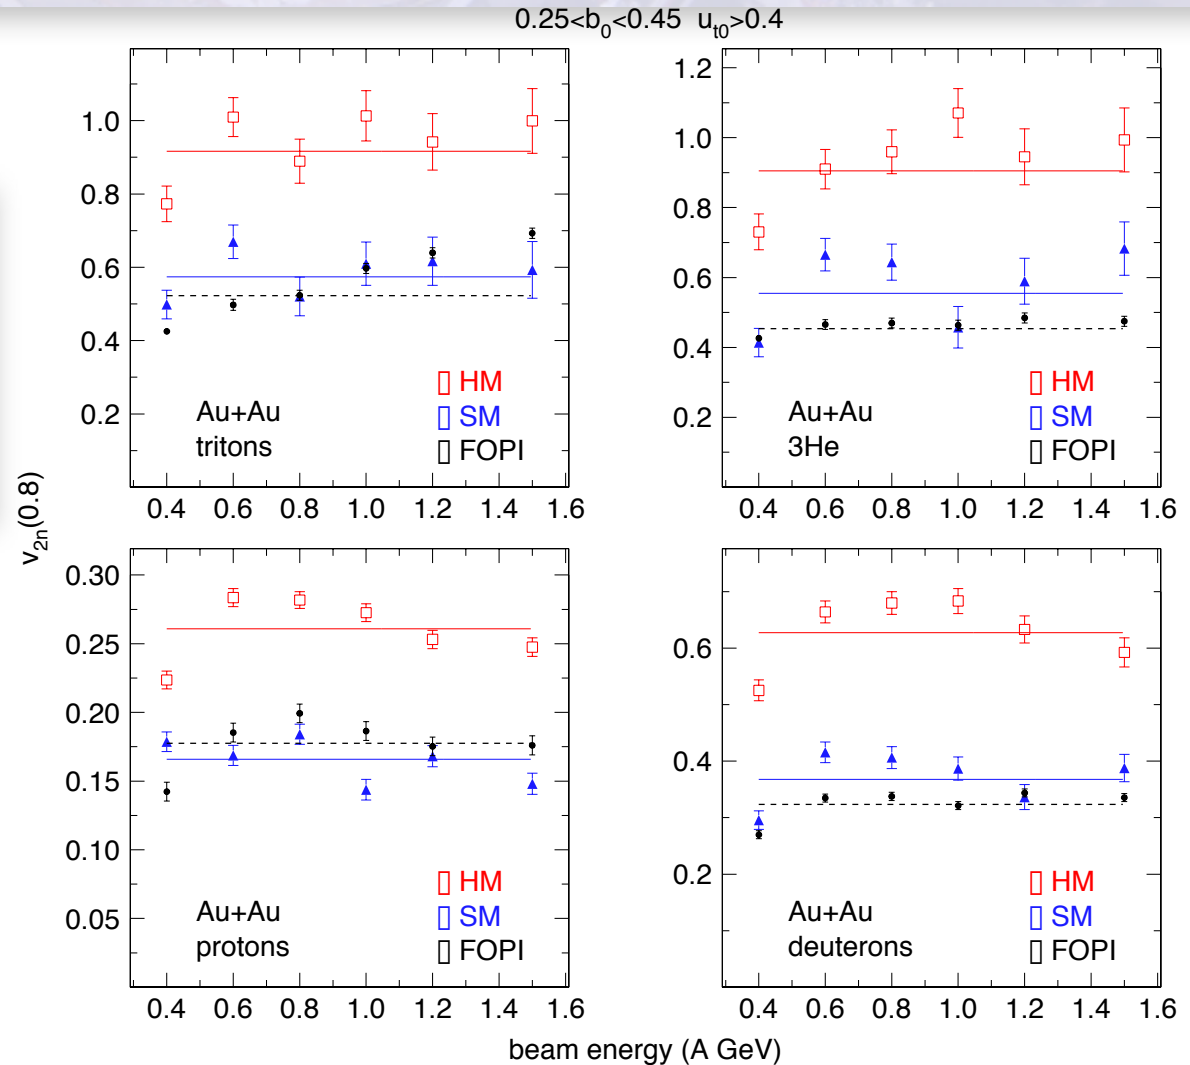 0.25<b0<0.45 ut0>0.4
1.0
0.8
0.6
0.4
0.2
Au+Au
tritons
HM
SM
FOPI
0.4 0.6 0.8 1.0 1.2 1.4 1.6
1.2
1.0
0.8
0.6
0.4
0.2
Au+Au
3He
HM
SM
FOPI
0.4 0.6 0.8 1.0 1.2 1.4 1.6
v2n(0.8)
0.30
0.25
0.20
0.15
0.10
0.05
Au+Au
protons
HM
SM
FOPI
0.4 0.6 0.8 1.0 1.2 1.4 1.6
0.6
0.4
0.2
Au+Au
deuterons
HM
SM
FOPI
0.4 0.6 0.8 1.0 1.2 1.4 1.6
beam energy (A GeV)